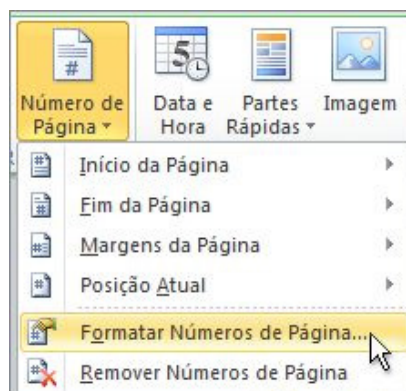 Número de Página
Data e Hora
Partes Rápidas
Imagem
Início da Página
Fim da Página
Margens da Página
Posição Atual
Formatar Números de Página...
Remover Números de Página